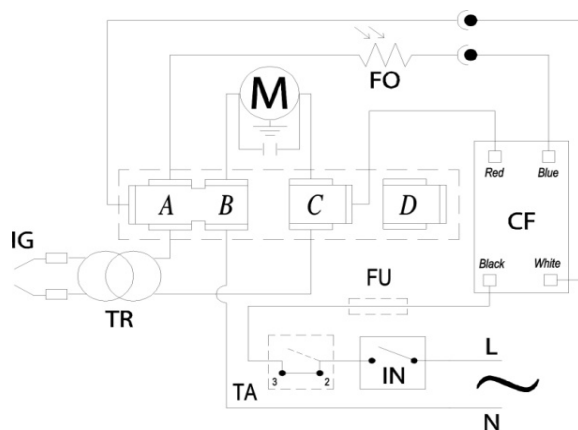 FO
M
Red Blue
A B C D
CF
IG
Black White
FU
TR
L
IN
TA 3 2
N